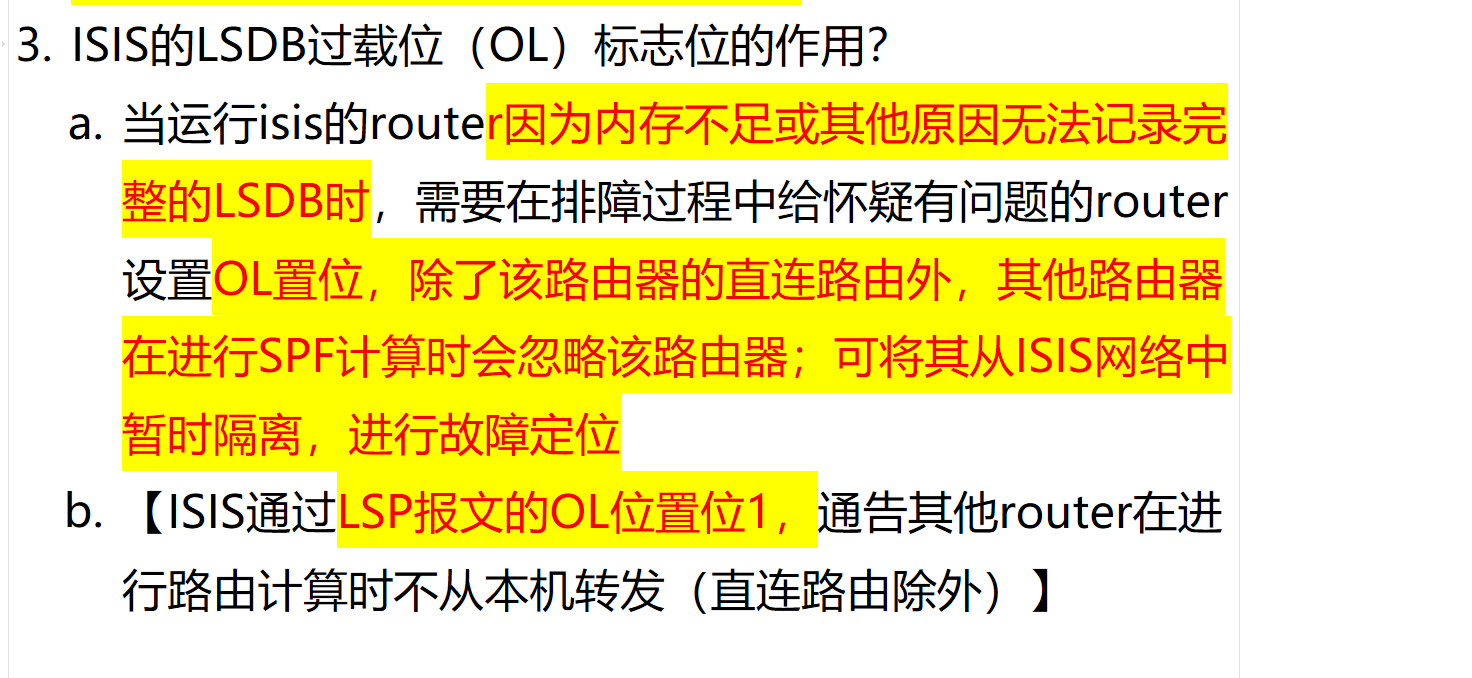 3. ISIS的LSDB过载位（OL）标志位的作用？
a. 当运行isis的router因为内存不足或其他原因无法记录完
整的LSDB时，需要在排障过程中给怀疑有问题的router
设置OL置位，除了该路由器的直连路由外，其他路由器
在进行SPF计算时会忽略该路由器；可将其从ISIS网络中
暂时隔离，进行故障定位
b. 【ISIS通过LSP报文的OL位置位1，通告其他router在进
行路由计算时不从本机转发（直连路由除外）】